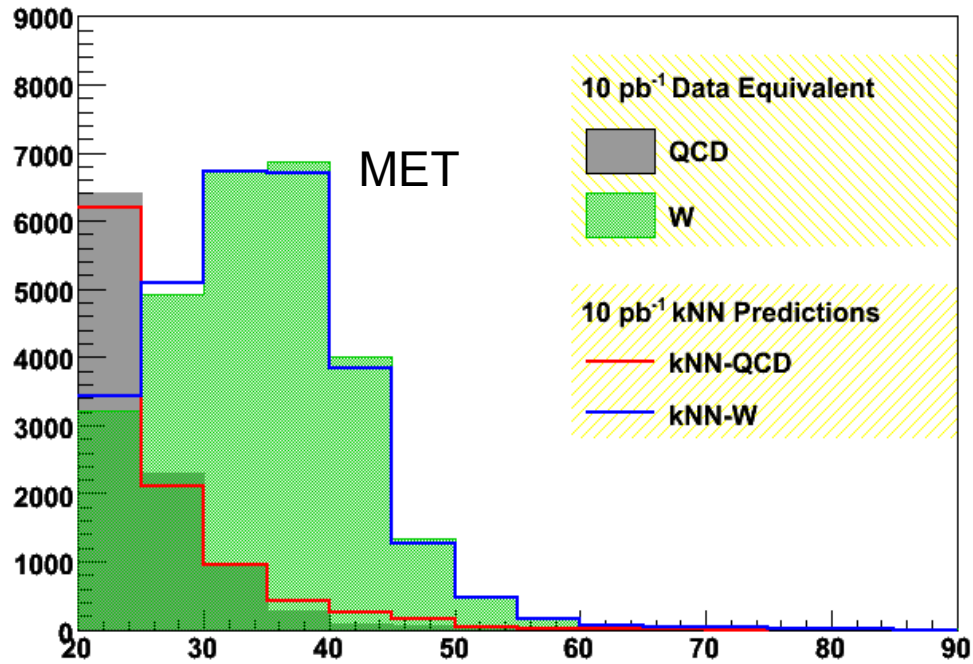 9000
8000
7000
6000
5000
4000
3000
2000
1000
0
MET
10 pb⁻¹ Data Equivalent
QCD
W
10 pb⁻¹ kNN Predictions
kNN-QCD
kNN-W
20 30 40 50 60 70 80 90